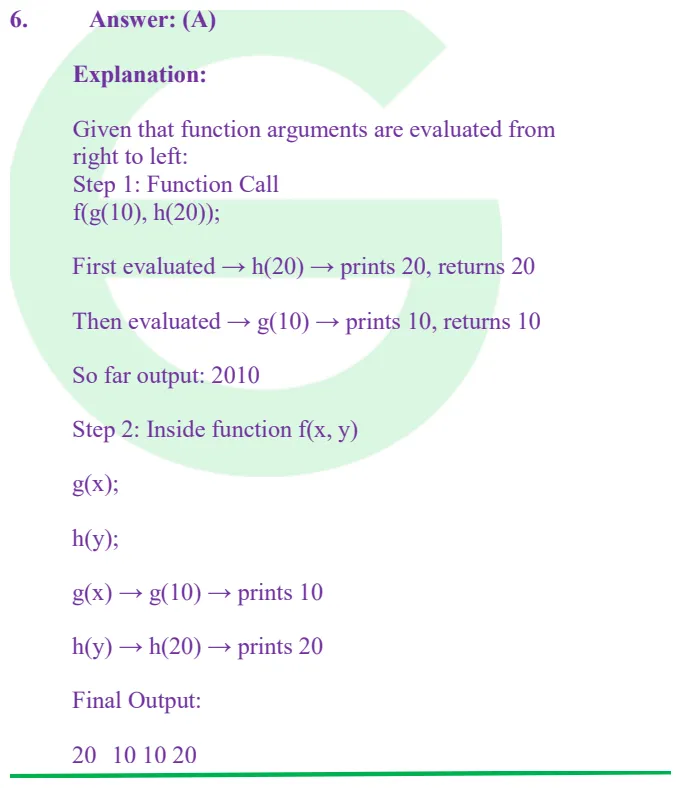 6. Answer: (A)
Explanation:
Given that function arguments are evaluated from
right to left:
Step 1: Function Call
f(g(10), h(20));
First evaluated → h(20) → prints 20, returns 20
Then evaluated → g(10) → prints 10, returns 10
So far output: 2010
Step 2: Inside function f(x, y)
g(x);
h(y);
g(x) → g(10) → prints 10
h(y) → h(20) → prints 20
Final Output:
20 10 10 20